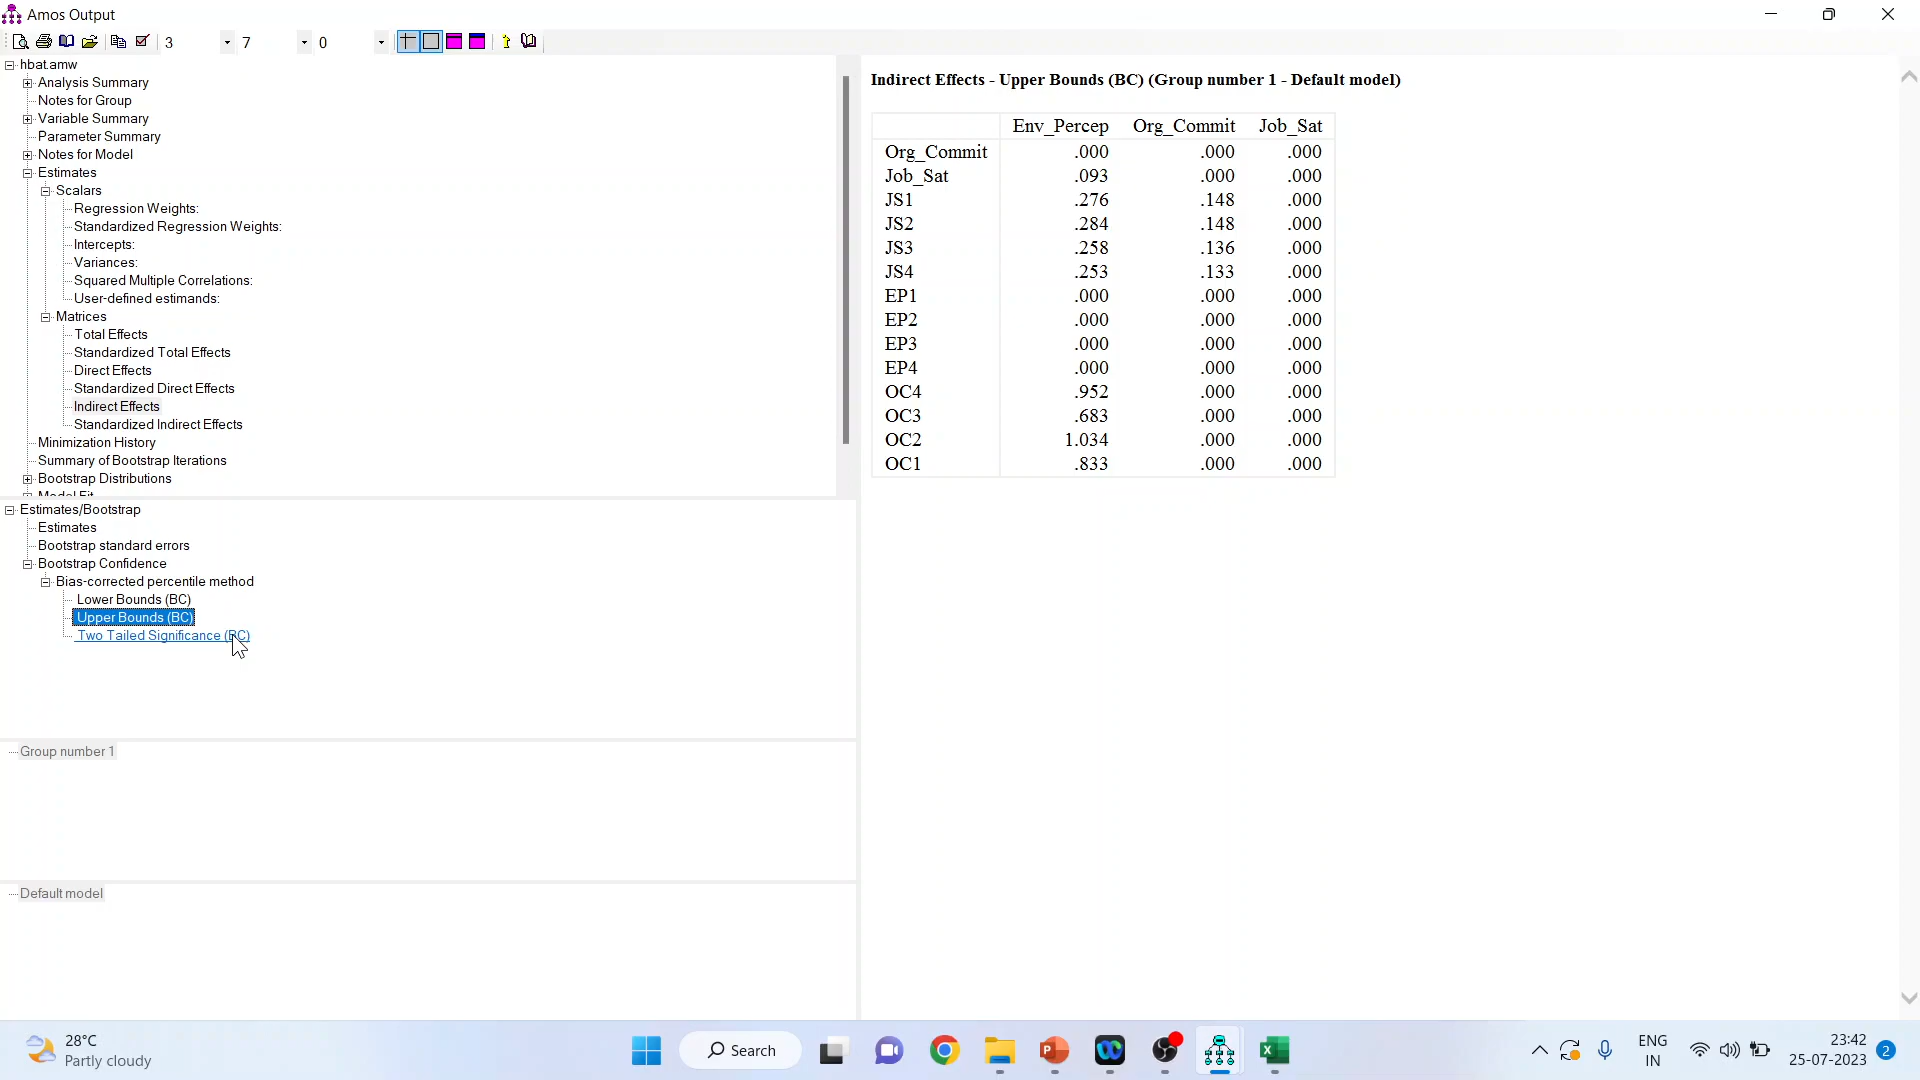 Amos Output
3 7 0
hbat.amw
Analysis Summary
Notes for Group
Variable Summary
Parameter Summary
Notes for Model
Estimates
Scalars
Regression Weights:
Standardized Regression Weights:
Intercepts:
Variances:
Squared Multiple Correlations:
User-defined estimands:
Matrices
Total Effects
Standardized Total Effects
Direct Effects
Standardized Direct Effects
Indirect Effects
Standardized Indirect Effects
Minimization History
Summary of Bootstrap Iterations
Bootstrap Distributions
Model Fit
Estimates/Bootstrap
Estimates
Bootstrap standard errors
Bootstrap Confidence
Bias-corrected percentile method
Lower Bounds (BC)
Upper Bounds (BC)
Two Tailed Significance (BC)
Group number 1
Default model
Indirect Effects - Upper Bounds (BC) (Group number 1 - Default model)
Env_Percep Org_Commit Job_Sat
Org_Commit .000 .000 .000
Job_Sat .093 .000 .000
JS1 .276 .148 .000
JS2 .284 .148 .000
JS3 .258 .136 .000
JS4 .253 .133 .000
EP1 .000 .000 .000
EP2 .000 .000 .000
EP3 .000 .000 .000
EP4 .000 .000 .000
OC4 .952 .000 .000
OC3 .683 .000 .000
OC2 1.034 .000 .000
OC1 .833 .000 .000
28°C
Partly cloudy
Search
ENG
IN
23:42
25-07-2023
2